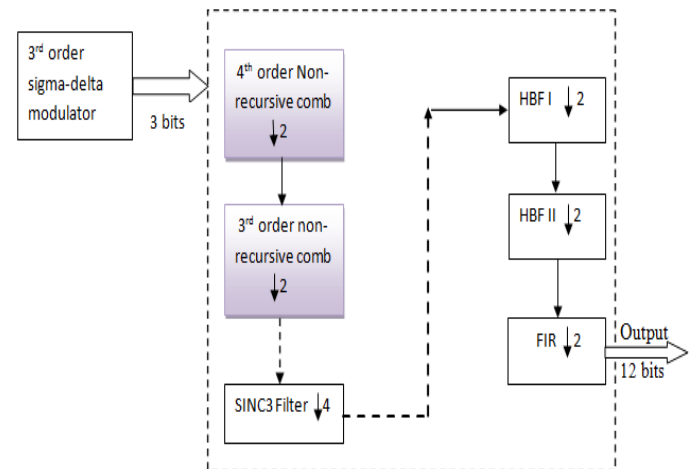 3rd order
sigma-delta
modulator
3 bits
4th order Non-
recursive comb
↓2
3rd order non-
recursive comb
↓2
SINC3 Filter ↓4
HBF I ↓2
HBF II ↓2
FIR ↓2
Output
12 bits